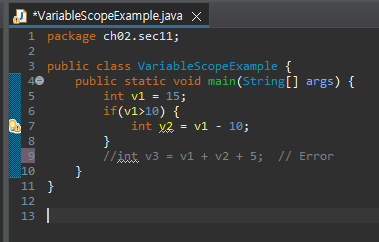 *VariableScopeExample.java
1 package ch02.sec11;
2
3 public class VariableScopeExample {
4 public static void main(String[] args) {
5 int v1 = 15;
6 if(v1>10) {
7 int v2 = v1 - 10;
8 }
9 //int v3 = v1 + v2 + 5;  // Error
10 }
11 }
12
13